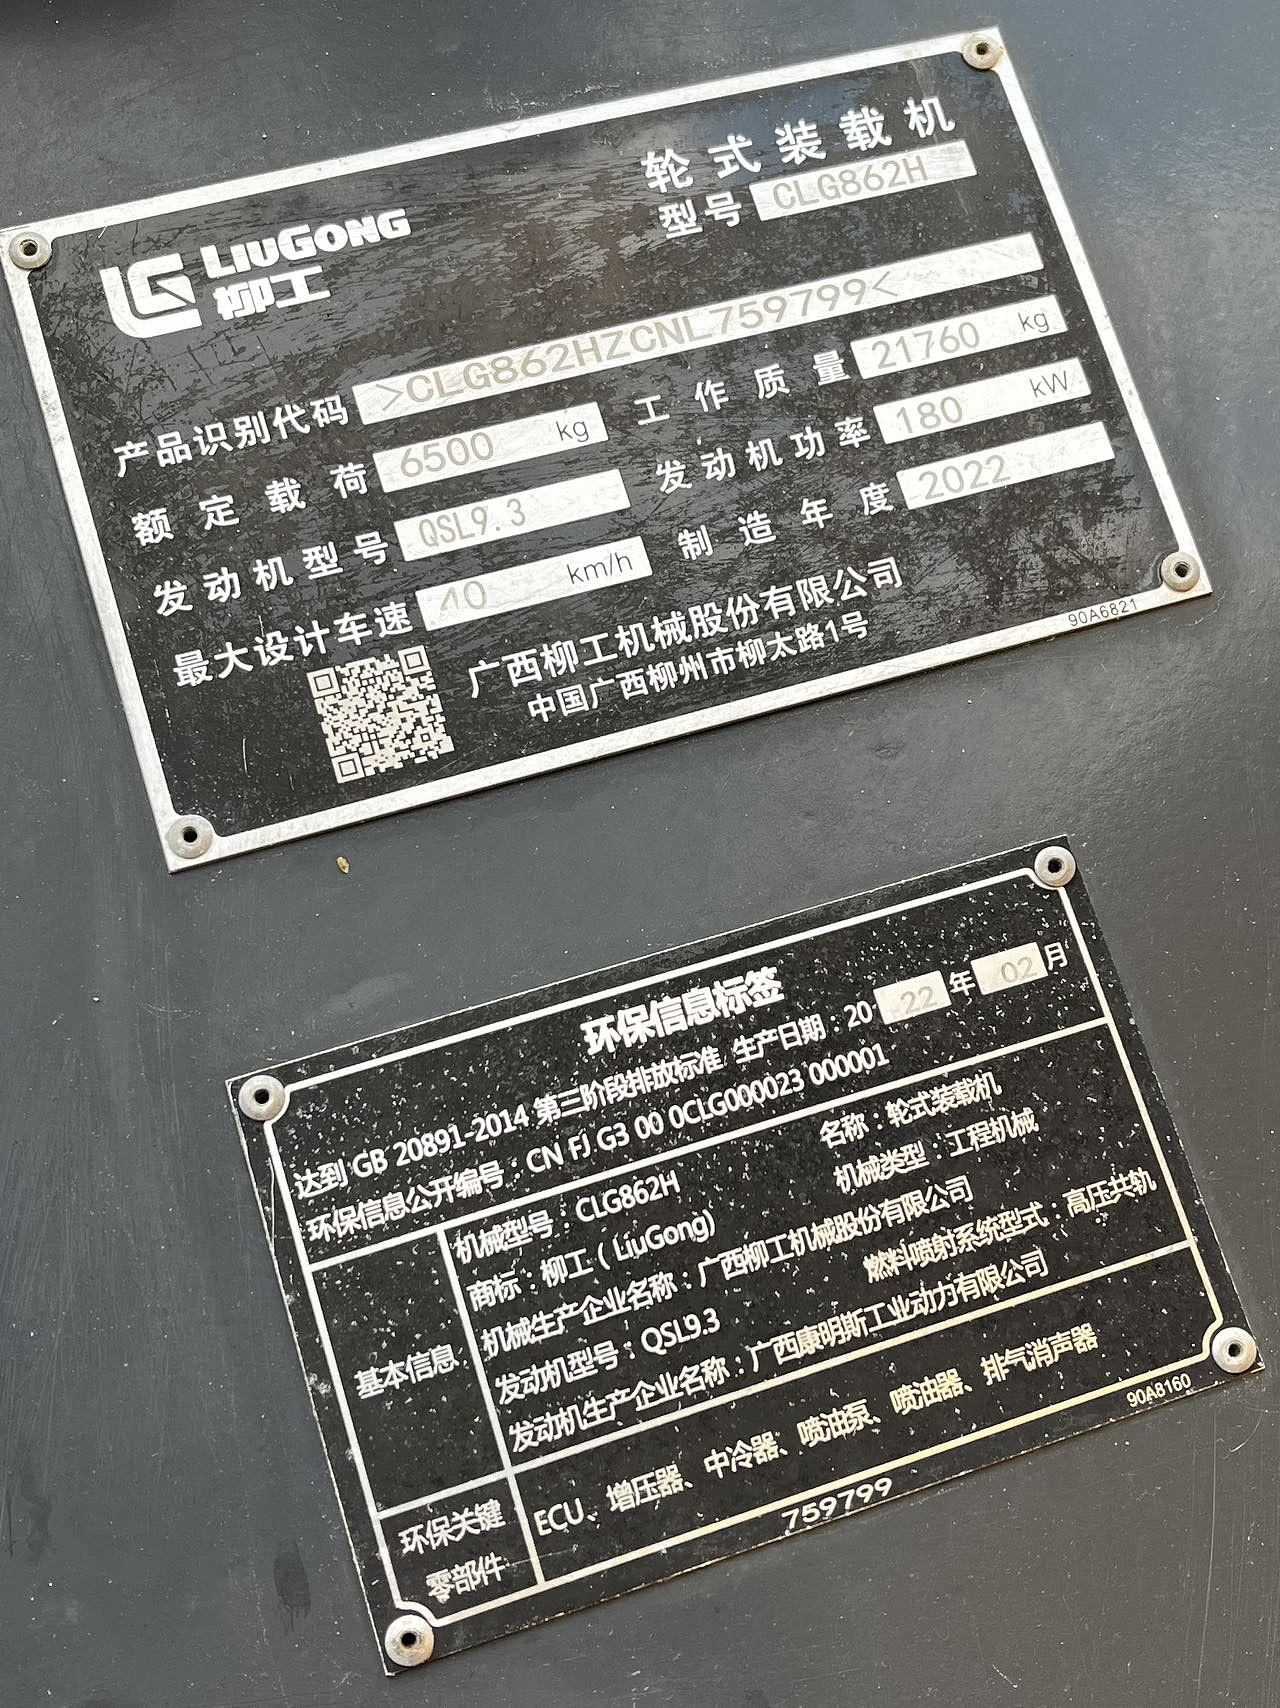 轮式装载机
型号 CLG862H
LIUGONG
柳工
产品识别代码 >CLG862HZCNL759799<
额定载荷 6500 kg 工作质量 21760 kg
发动机型号 QSL9.3 发动机功率 180 kW
最大设计车速 40 km/h 制造年度 2022
广西柳工机械股份有限公司
中国广西柳州市柳太路1号
90A6821
环保信息标签
达到 GB 20891-2014 第三阶段排放标准 生产日期：20 22 年 02 月
环保信息公开编号：CN FJ G3 00 0CLG000023 000001
基本信息
机械型号：CLG862H 名称：轮式装载机
商标：柳工（LiuGong) 机械类型：工程机械
机械生产企业名称：广西柳工机械股份有限公司
发动机型号：QSL9.3 燃料喷射系统型式：高压共轨
发动机生产企业名称：广西康明斯工业动力有限公司
环保关键
零部件
ECU、增压器、中冷器、喷油泵、喷油器、排气消声器
759799
90A8160